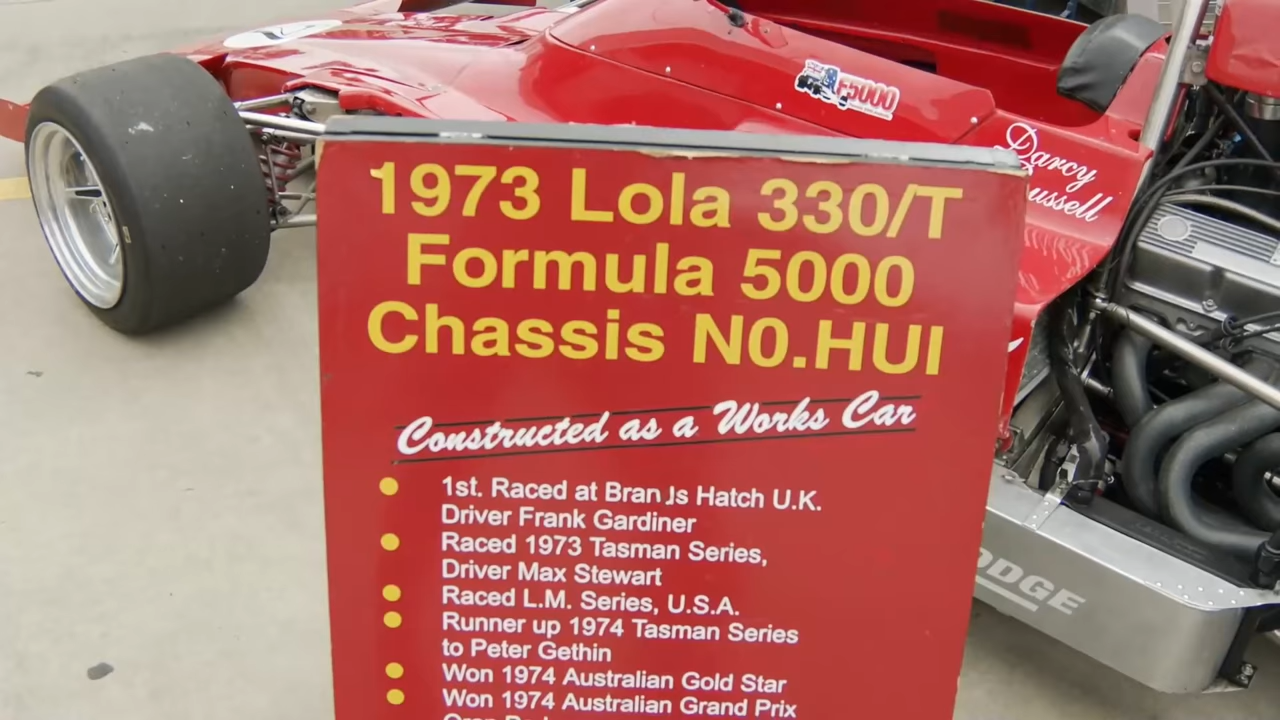 F5000
Darcy
ussell
1973 Lola 330/T
Formula 5000
Chassis N0.HUI
Constructed as a Works Car
1st. Raced at Bran s Hatch U.K.
Driver Frank Gardiner
Raced 1973 Tasman Series,
Driver Max Stewart
Raced L.M. Series, U.S.A.
Runner up 1974 Tasman Series
to Peter Gethin
Won 1974 Australian Gold Star
Won 1974 Australian Grand Prix
ODGE